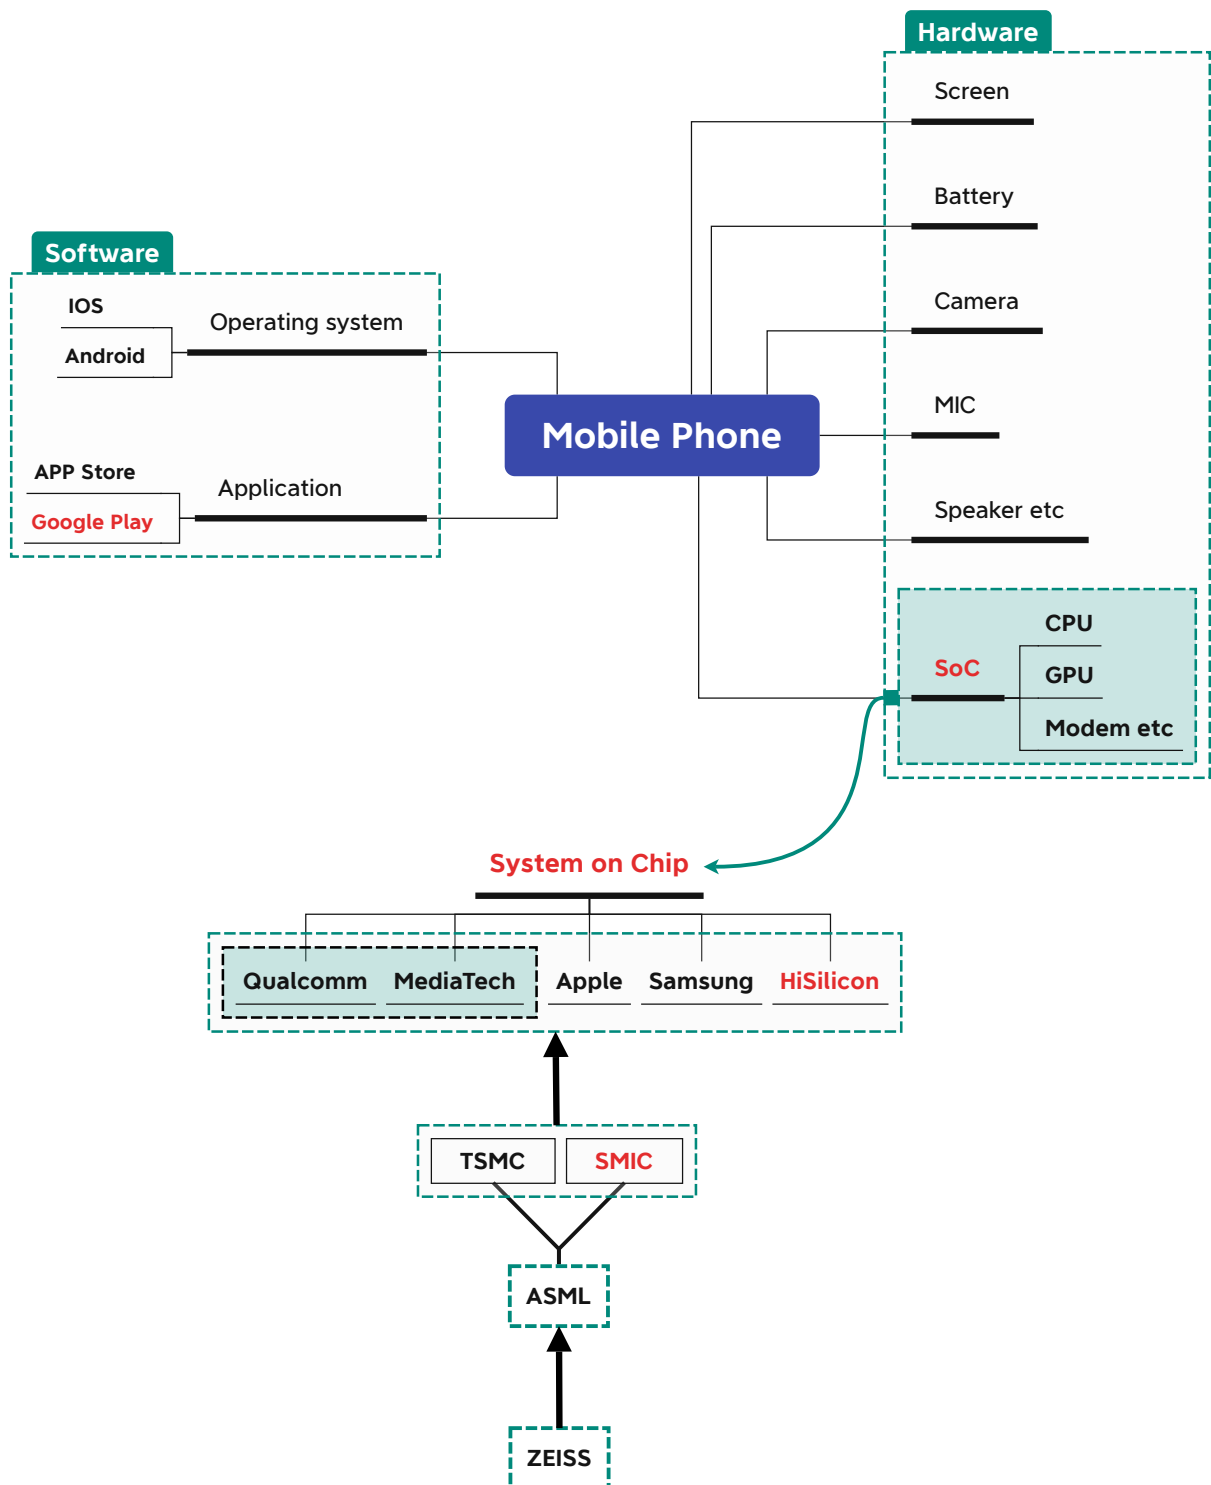 Hardware
Screen
Battery
Software
IOS
Operating system
Android
Camera
MIC
Mobile Phone
APP Store
Application
Google Play
Speaker etc
CPU
SoC
GPU
Modem etc
System on Chip
Qualcomm MediaTech Apple Samsung HiSilicon
TSMC SMIC
ASML
ZEISS